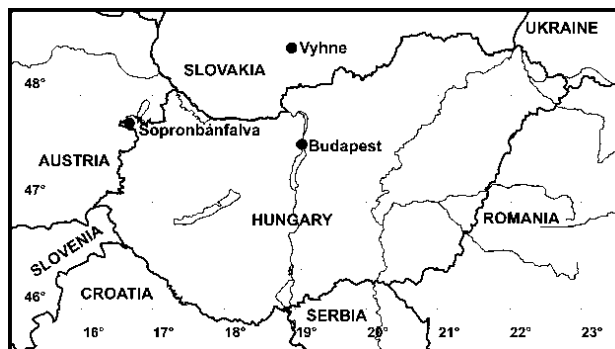 UKRAINE
Vyhne
SLOVAKIA
48°
Sopronbánfalva
Budapest
AUSTRIA
47°
HUNGARY
ROMANIA
SLOVENIA
CROATIA
46°
SERBIA
16° 17° 18° 19° 20° 21° 22° 23°